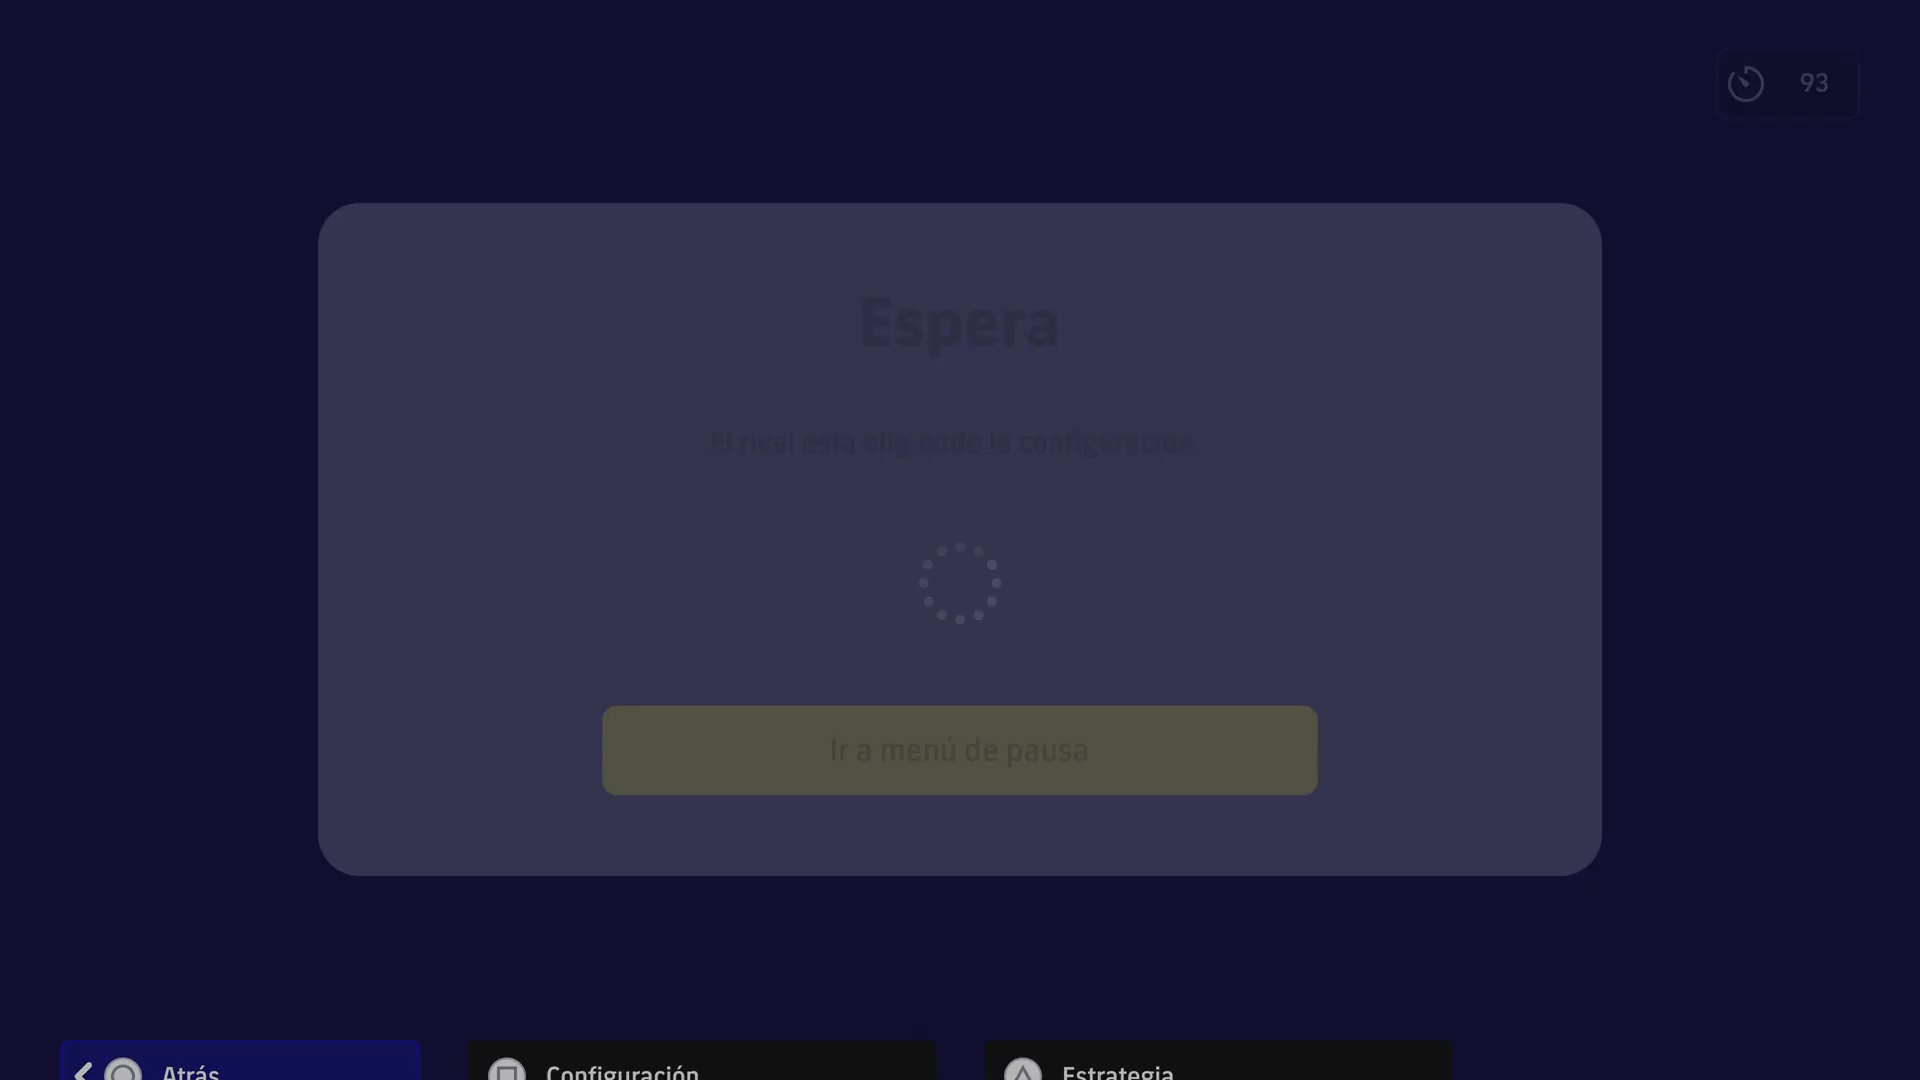 93
Espera
El rival está eligiendo la configuración.
Ir a menú de pausa
Atrás
Configuración
Estrategia